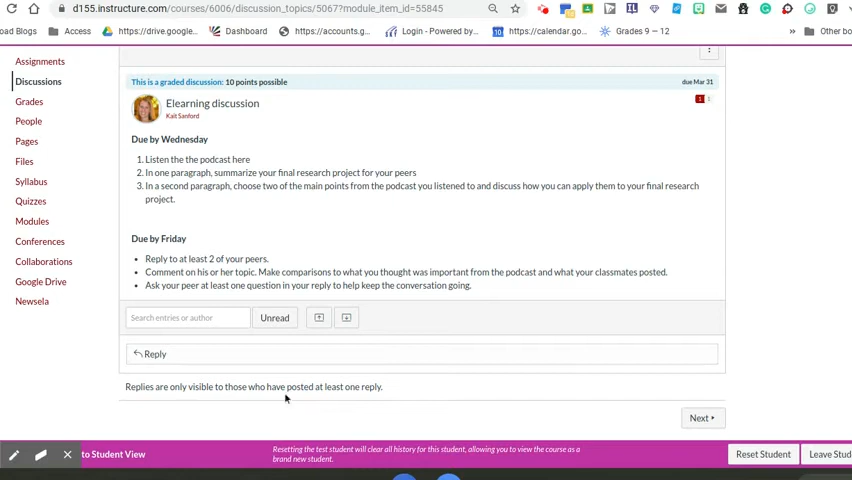 d155.instructure.com/courses/6006/discussion_topics/5067?module_item_id=55845
oad Blogs
Access
https://drive.google...
Dashboard
https://accounts.g...
Login - Powered by...
10
https://calendar.go...
Grades 9 — 12
»
Other bo
Assignments
Discussions
Grades
People
Pages
Files
Syllabus
Quizzes
Modules
Conferences
Collaborations
Google Drive
Newsela
This is a graded discussion: 10 points possible
due Mar 31
Elearning discussion
1 1
Kait Sanford
Due by Wednesday
1. Listen the the podcast here
2. In one paragraph, summarize your final research project for your peers
3. In a second paragraph, choose two of the main points from the podcast you listened to and discuss how you can apply them to your final research
project.
Due by Friday
• Reply to at least 2 of your peers.
• Comment on his or her topic. Make comparisons to what you thought was important from the podcast and what your classmates posted.
• Ask your peer at least one question in your reply to help keep the conversation going.
Search entries or author
Unread
Reply
Replies are only visible to those who have posted at least one reply.
Next
to Student View
Resetting the test student will clear all history for this student, allowing you to view the course as a
brand new student.
Reset Student
Leave Stud